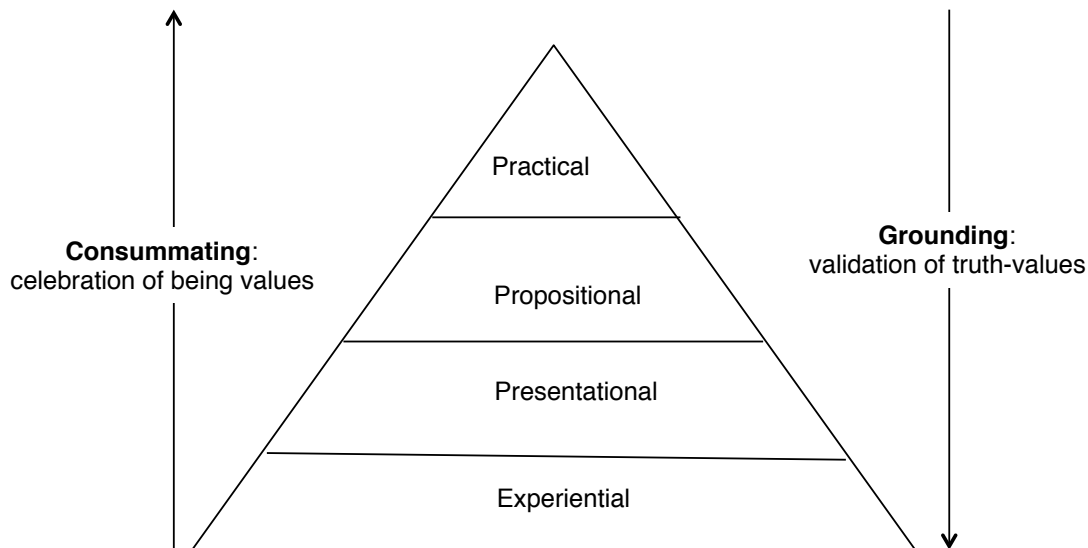 Practical
Consummating:
celebration of being values
Grounding:
validation of truth-values
Propositional
Presentational
Experiential